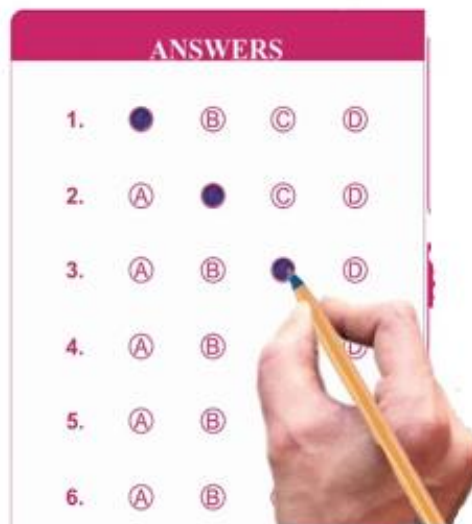 ANSWERS
1. Ⓑ Ⓒ Ⓓ
2. Ⓐ Ⓒ Ⓓ
3. Ⓐ Ⓑ Ⓓ
4. Ⓐ Ⓑ Ⓓ
5. Ⓐ Ⓑ
6. Ⓐ Ⓑ